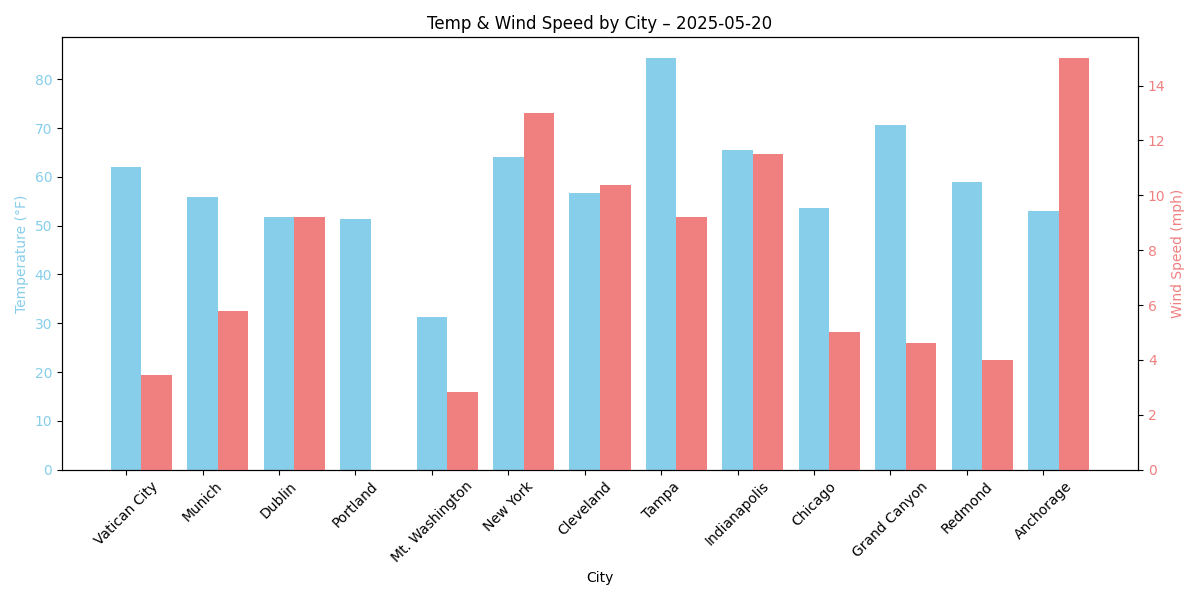 Temp & Wind Speed by City – 2025-05-20
Temperature (°F)
80
70
60
50
40
30
20
10
0
14
12
10
8
6
4
2
0
Wind Speed (mph)
Vatican City
Munich
Dublin
Portland
Mt. Washington
New York
Cleveland
Tampa
Indianapolis
Chicago
Grand Canyon
Redmond
Anchorage
City